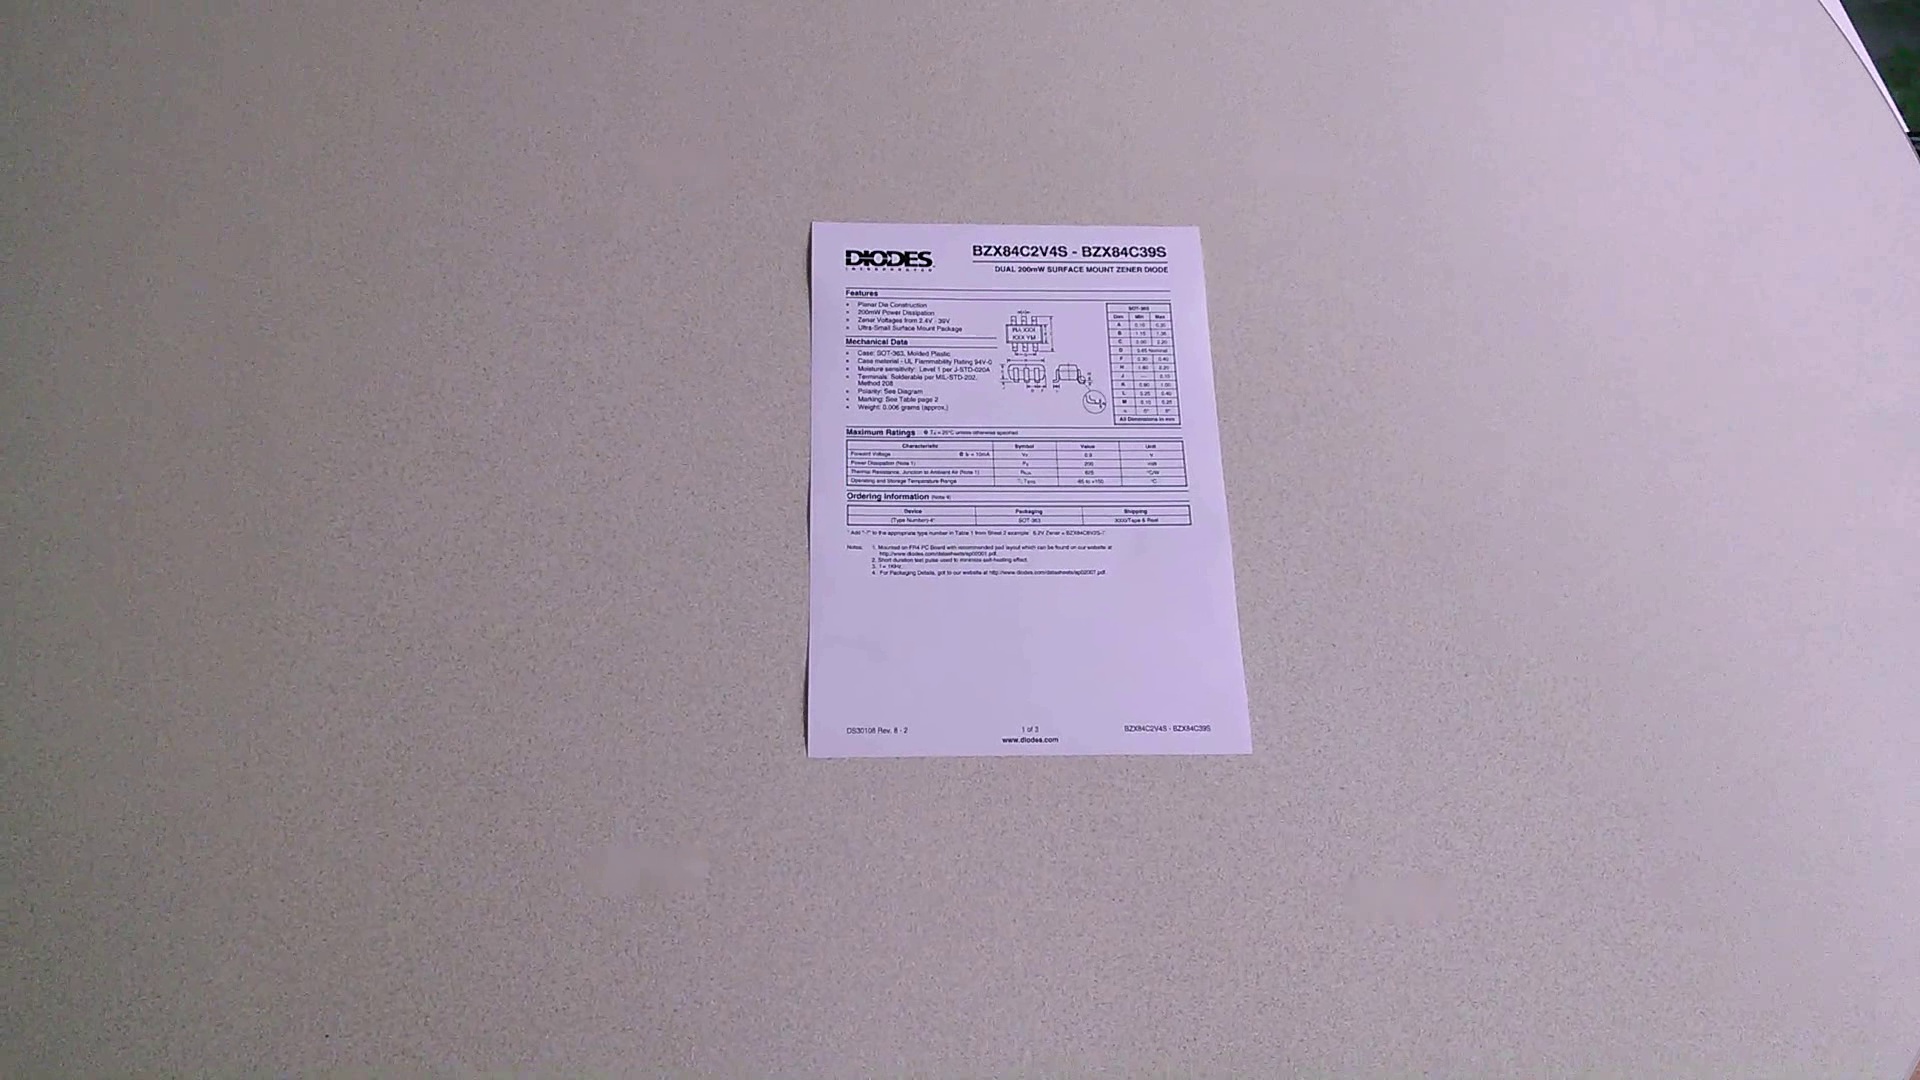 DIODES
INCORPORATED
BZX84C2V4S - BZX84C39S
DUAL 200mW SURFACE MOUNT ZENER DIODE
Features
• Planar Die Construction
• 200mW Power Dissipation
• Zener Voltages from 2.4V - 39V
• Ultra-Small Surface Mount Package
Mechanical Data
• Case: SOT-363, Molded Plastic
• Case material - UL Flammability Rating 94V-0
• Moisture sensitivity: Level 1 per J-STD-020A
• Terminals: Solderable per MIL-STD-202,
Method 208
• Polarity: See Diagram
• Marking: See Table page 2
• Weight: 0.006 grams (approx.)
SOT-363
Dim Min Max
A 0.10 0.30
B 1.15 1.35
C 2.00 2.20
D 0.65 Nominal
F 0.30 0.40
H 1.80 2.20
J — 0.10
K 0.90 1.00
L 0.25 0.40
M 0.10 0.25
0° 8°
All Dimensions in mm
Maximum Ratings @ TA = 25°C unless otherwise specified
Characteristic Symbol Value Unit
Forward Voltage @ IF = 10mA VF 0.9 V
Power Dissipation (Note 1) Pd 200 mW
Thermal Resistance, Junction to Ambient Air (Note 1) RθJA 625 °C/W
Operating and Storage Temperature Range -65 to +150 °C
Ordering Information (Note 4)
Device Packaging Shipping
(Type Number)-7* SOT-363 3000/Tape & Reel
* Add "-7" to the appropriate type number in Table 1 from Sheet 2 example: 6.2V Zener = BZX84C6V2S-7.
Notes: 1. Mounted on FR4 PC Board with recommended pad layout which can be found on our website at
http://www.diodes.com/datasheets/ap02001.pdf.
2. Short duration test pulse used to minimize self-heating effect.
3. f = 1KHz.
4. For Packaging Details, got to our website at http://www.diodes.com/datasheets/ap02007.pdf.
DS30108 Rev. 8 - 2
1 of 3
www.diodes.com
BZX84C2V4S - BZX84C39S